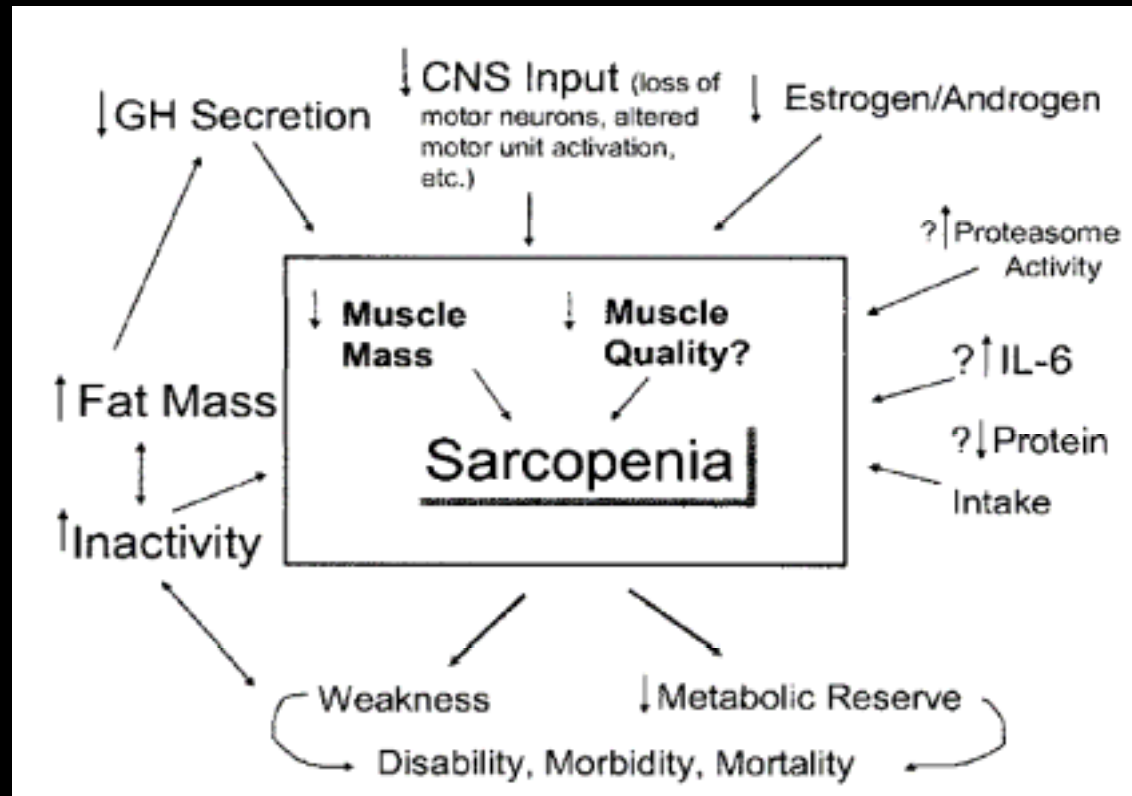 ↓GH Secretion
↓CNS Input (loss of
motor neurons, altered
motor unit activation,
etc.)
↓ Estrogen/Androgen
?↑Proteasome
Activity
↓ Muscle
Mass
↓ Muscle
Quality?
?↑IL-6
↑Fat Mass
?↓Protein
Intake
Sarcopenia
↑Inactivity
Weakness
↓Metabolic Reserve
Disability, Morbidity, Mortality